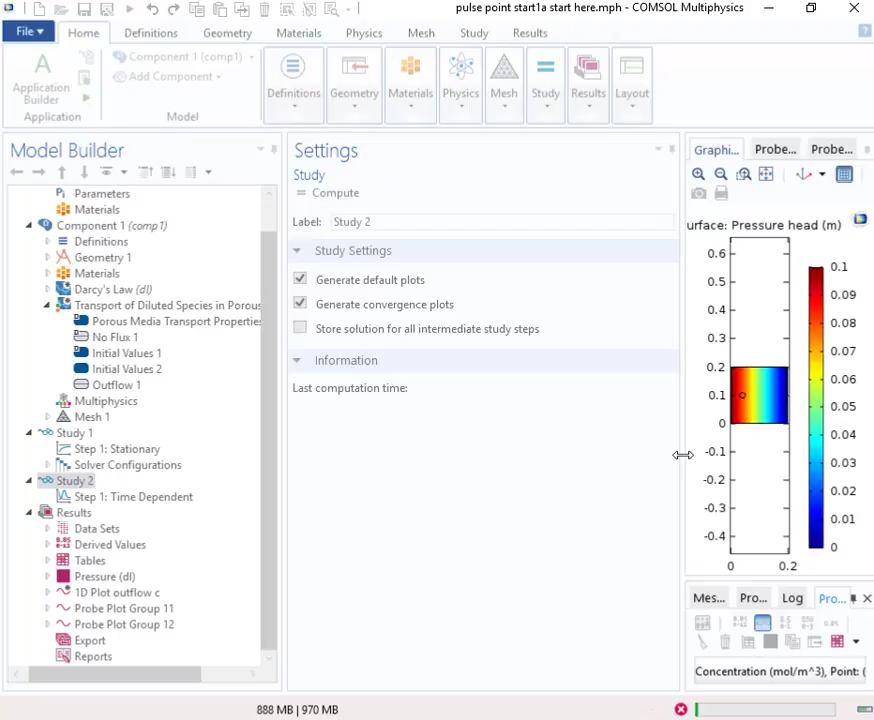 pulse point start1a start here.mph - COMSOL Multiphysics
File
Home
Definitions
Geometry
Materials
Physics
Mesh
Study
Results
Application Builder
Application
Component 1 (comp1)
Add Component
Model
Definitions
Geometry
Materials
Physics
Mesh
Study
Results
Layout
Model Builder
Parameters
Materials
Component 1 (comp1)
Definitions
Geometry 1
Materials
Darcy's Law (dl)
Transport of Diluted Species in Porous
Porous Media Transport Properties
No Flux 1
Initial Values 1
Initial Values 2
Outflow 1
Multiphysics
Mesh 1
Study 1
Step 1: Stationary
Solver Configurations
Study 2
Step 1: Time Dependent
Results
Data Sets
Derived Values
Tables
Pressure (dl)
1D Plot outflow c
Probe Plot Group 11
Probe Plot Group 12
Export
Reports
Settings
Study
= Compute
Label: Study 2
Study Settings
Generate default plots
Generate convergence plots
Store solution for all intermediate study steps
Information
Last computation time:
Graphi...
Probe...
Probe...
urface: Pressure head (m)
0.6
0.5
0.4
0.3
0.2
0.1
0
-0.1
-0.2
-0.3
-0.4
0
0.2
0.1
0.09
0.08
0.07
0.06
0.05
0.04
0.03
0.02
0.01
0
Mes...
Pro...
Log
Pro...
Concentration (mol/m^3), Point: (
888 MB | 970 MB